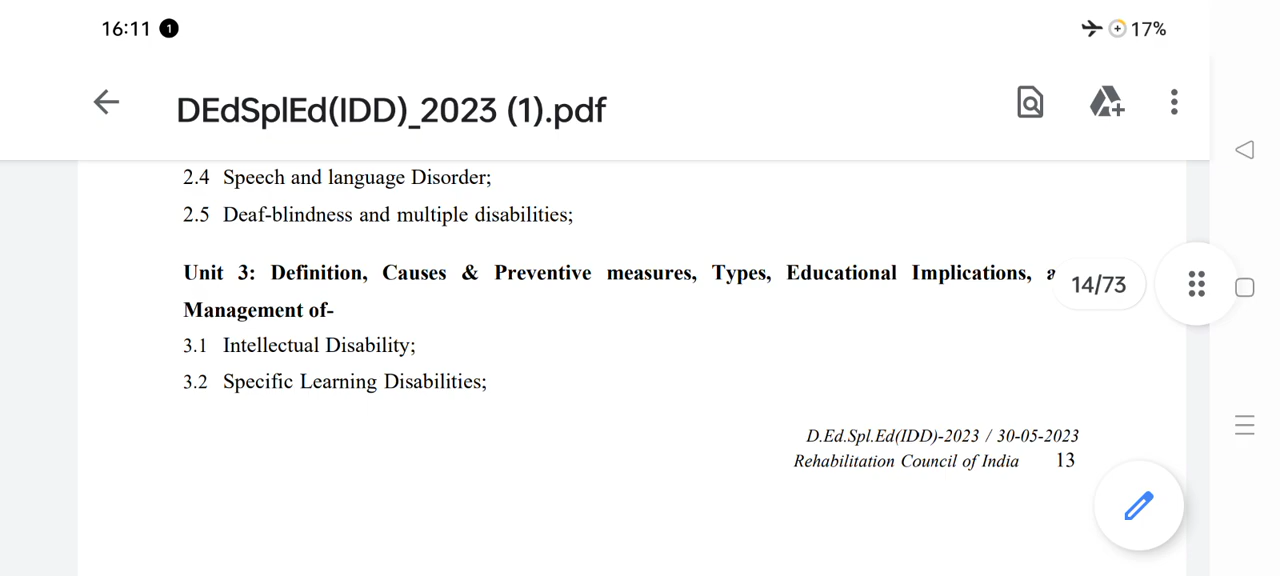 16:11 1 17%
DEdSplEd(IDD)_2023 (1).pdf
2.4 Speech and language Disorder;
2.5 Deaf-blindness and multiple disabilities;
Unit 3: Definition, Causes & Preventive measures, Types, Educational Implications,
14/73
Management of-
3.1 Intellectual Disability;
3.2 Specific Learning Disabilities;
D.Ed.Spl.Ed(IDD)-2023 / 30-05-2023
Rehabilitation Council of India 13